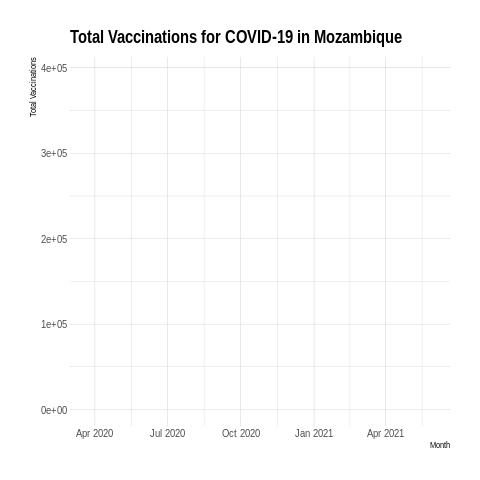 Total Vaccinations for COVID-19 in Mozambique
Total Vaccinations
4e+05
3e+05
2e+05
1e+05
0e+00
Apr 2020 Jul 2020 Oct 2020 Jan 2021 Apr 2021
Month